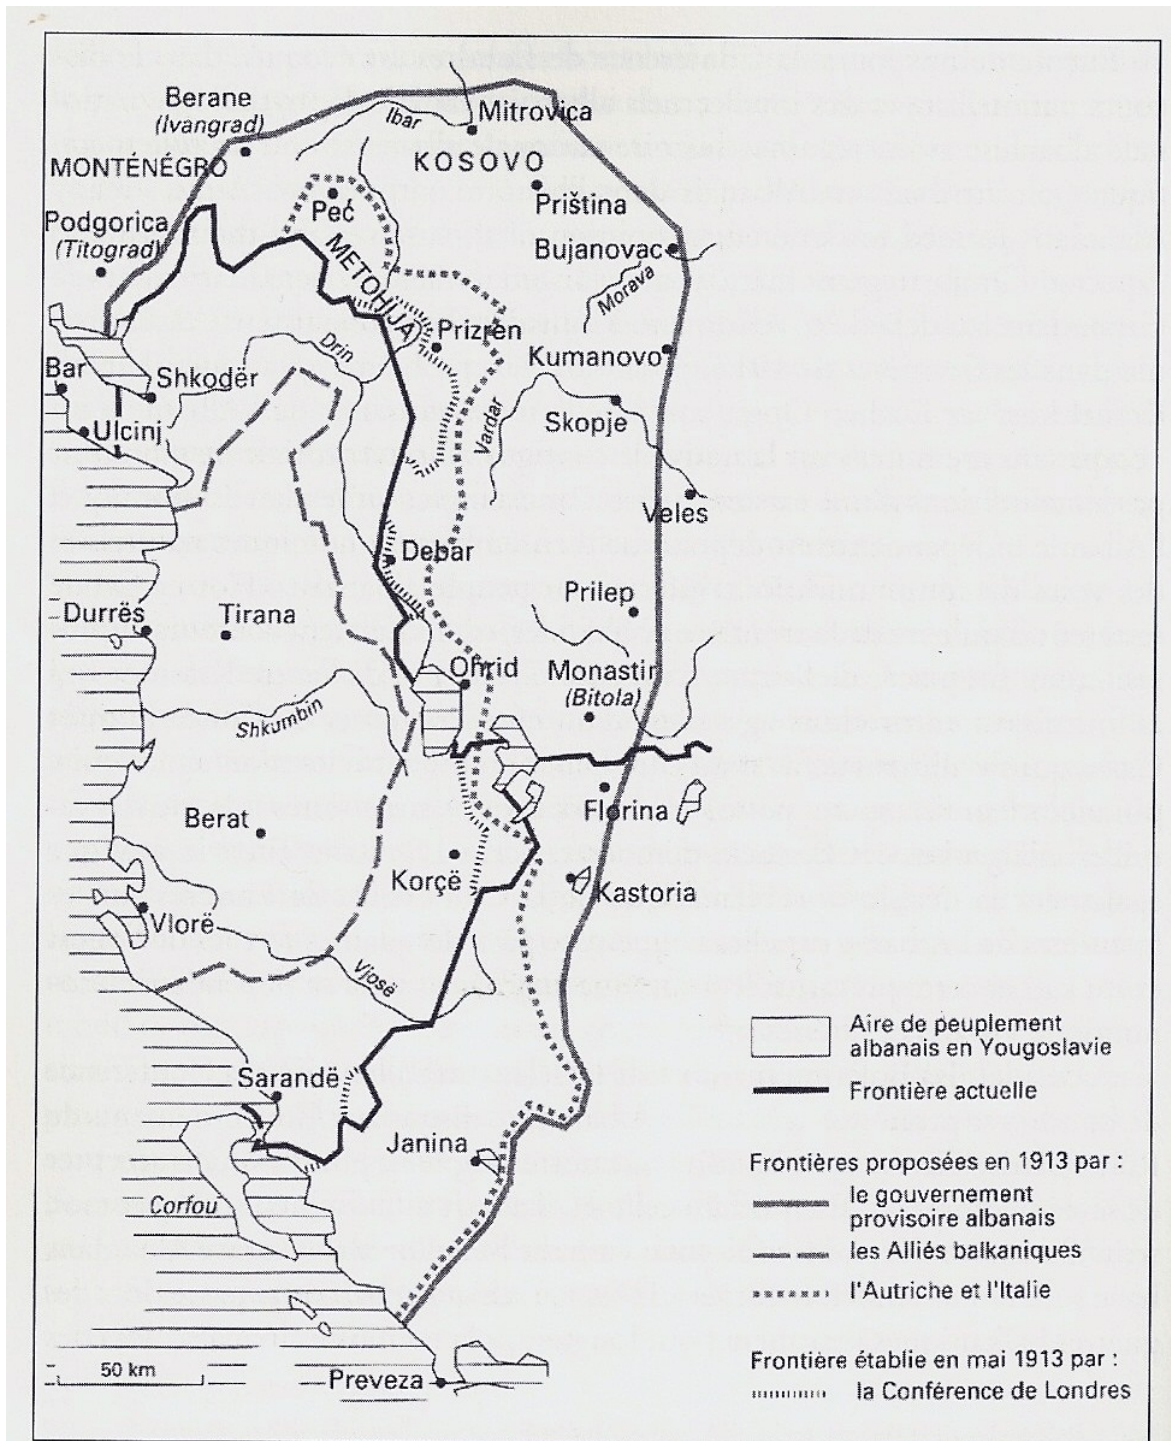 Berane
(Ivangrad)
Ibar
Mitrovica
MONTÉNÉGRO
KOSOVO
Peć
Priština
Podgorica
(Titograd)
METOHIJA
Bujanovac
Morava
Prizren
Drin
Kumanovo
Bar
Shkodër
Vardar
Skopje
Ulcinj
Veles
Debar
Durrës
Tirana
Prilep
Ohrid
Monastir
(Bitola)
Shkumbin
Florina
Berat
Korçë
Kastoria
Vlorë
Vjosë
Sarandë
Janina
Corfou
Preveza
50 km
Aire de peuplement
albanais en Yougoslavie
Frontière actuelle
Frontières proposées en 1913 par :
le gouvernement
provisoire albanais
les Alliés balkaniques
l'Autriche et l'Italie
Frontière établie en mai 1913 par :
la Conférence de Londres